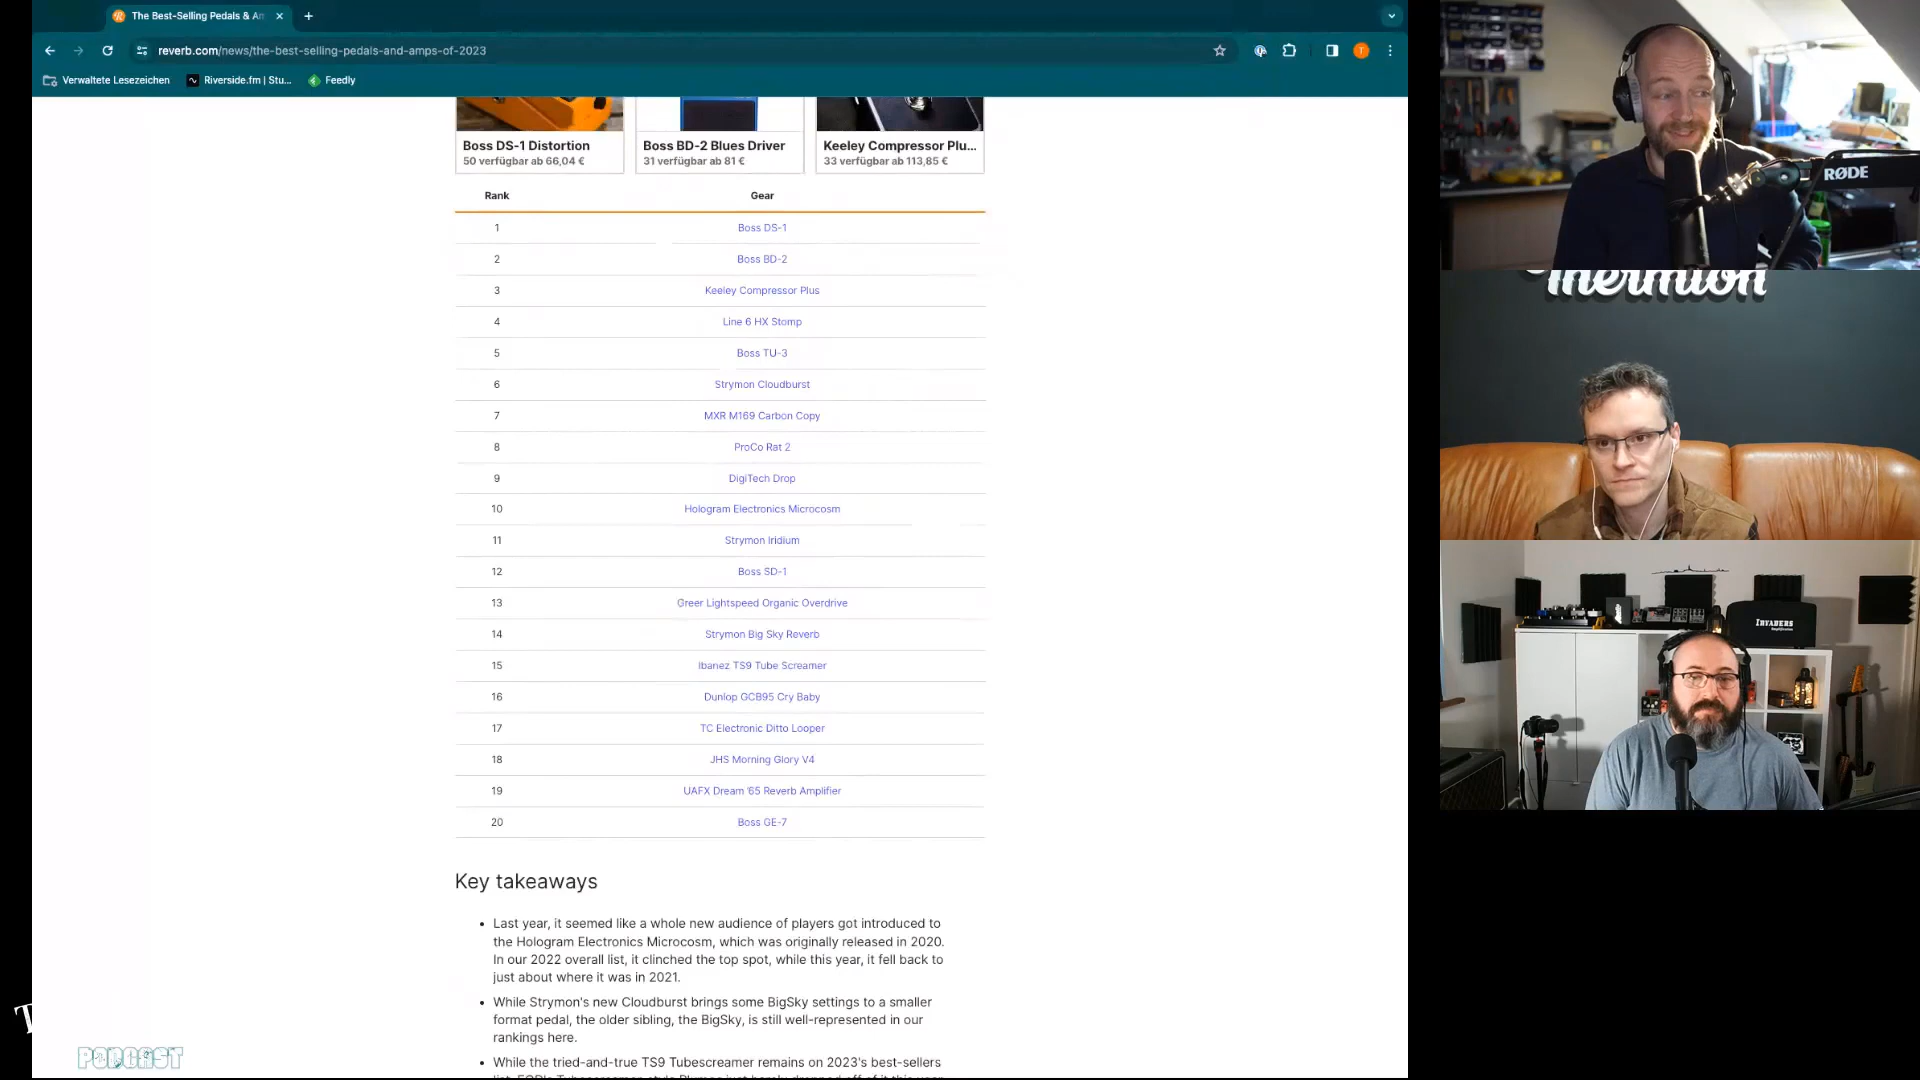 The Best-Selling Pedals & Am
reverb.com/news/the-best-selling-pedals-and-amps-of-2023
T
Verwaltete Lesezeichen
Riverside.fm | Stu...
Feedly
Boss DS-1 Distortion
50 verfügbar ab 66,04 €
Boss BD-2 Blues Driver
31 verfügbar ab 81 €
Keeley Compressor Plu...
33 verfügbar ab 113,85 €
Rank Gear
1 Boss DS-1
2 Boss BD-2
3 Keeley Compressor Plus
4 Line 6 HX Stomp
5 Boss TU-3
6 Strymon Cloudburst
7 MXR M169 Carbon Copy
8 ProCo Rat 2
9 DigiTech Drop
10 Hologram Electronics Microcosm
11 Strymon Iridium
12 Boss SD-1
13 Greer Lightspeed Organic Overdrive
14 Strymon Big Sky Reverb
15 Ibanez TS9 Tube Screamer
16 Dunlop GCB95 Cry Baby
17 TC Electronic Ditto Looper
18 JHS Morning Glory V4
19 UAFX Dream '65 Reverb Amplifier
20 Boss GE-7
Key takeaways
• Last year, it seemed like a whole new audience of players got introduced to
the Hologram Electronics Microcosm, which was originally released in 2020.
In our 2022 overall list, it clinched the top spot, while this year, it fell back to
just about where it was in 2021.
• While Strymon's new Cloudburst brings some BigSky settings to a smaller
format pedal, the older sibling, the BigSky, is still well-represented in our
rankings here.
• While the tried-and-true TS9 Tubescreamer remains on 2023's best-sellers
T
PODCAST
RØDE
Thermion
INVADERS